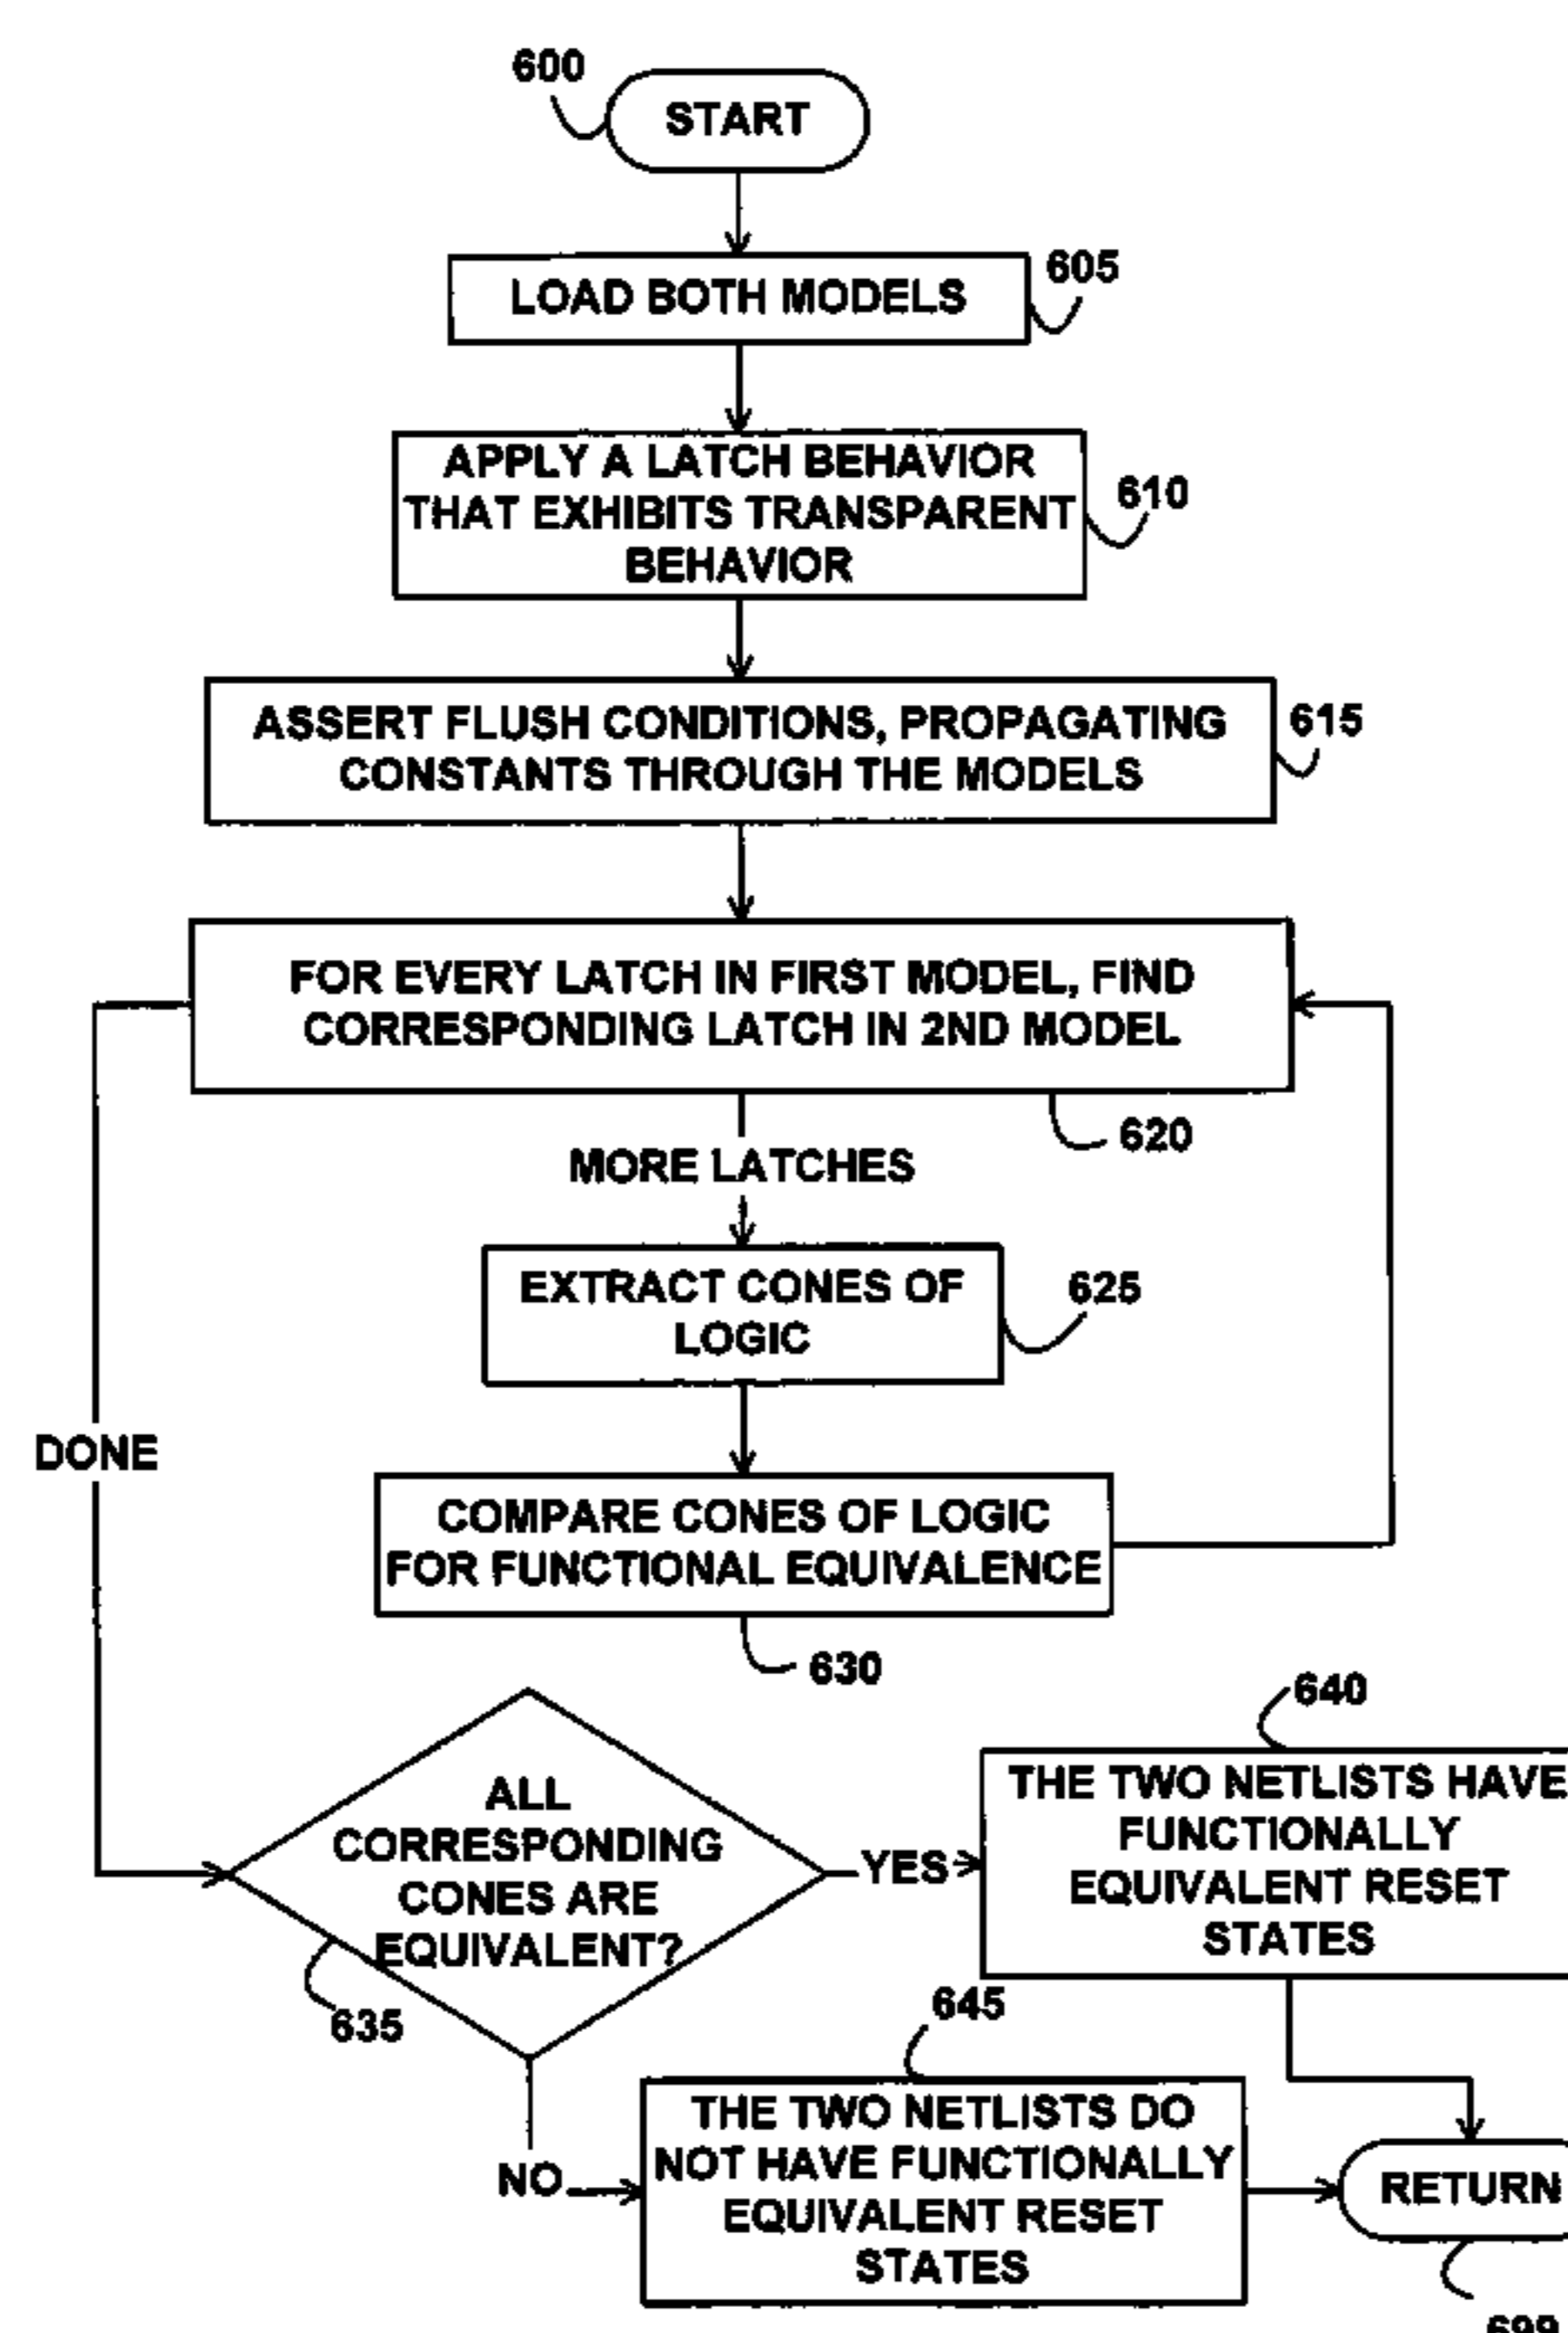 600
START
LOAD BOTH MODELS
605
APPLY A LATCH BEHAVIOR
THAT EXHIBITS TRANSPARENT
BEHAVIOR
610
ASSERT FLUSH CONDITIONS, PROPAGATING
CONSTANTS THROUGH THE MODELS
615
FOR EVERY LATCH IN FIRST MODEL, FIND
CORRESPONDING LATCH IN 2ND MODEL
620
MORE LATCHES
EXTRACT CONES OF
LOGIC
625
DONE
COMPARE CONES OF LOGIC
FOR FUNCTIONAL EQUIVALENCE
630
ALL
CORRESPONDING
CONES ARE
EQUIVALENT?
635
YES
640
THE TWO NETLISTS HAVE
FUNCTIONALLY
EQUIVALENT RESET
STATES
NO
645
THE TWO NETLISTS DO
NOT HAVE FUNCTIONALLY
EQUIVALENT RESET
STATES
RETURN